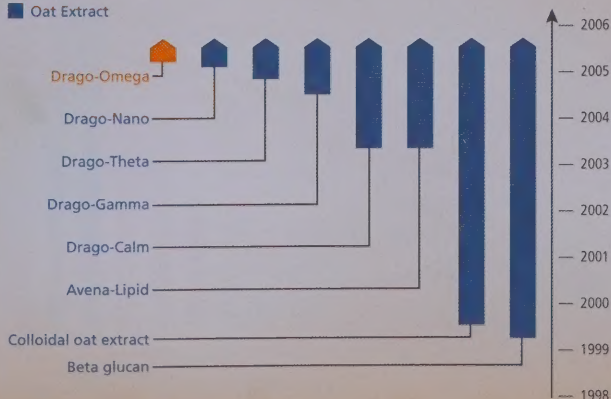 Oat Extract
Drago-Omega
Drago-Nano
Drago-Theta
Drago-Gamma
Drago-Calm
Avena-Lipid
Colloidal oat extract
Beta glucan
2006
2005
2004
2003
2002
2001
2000
1999
1998